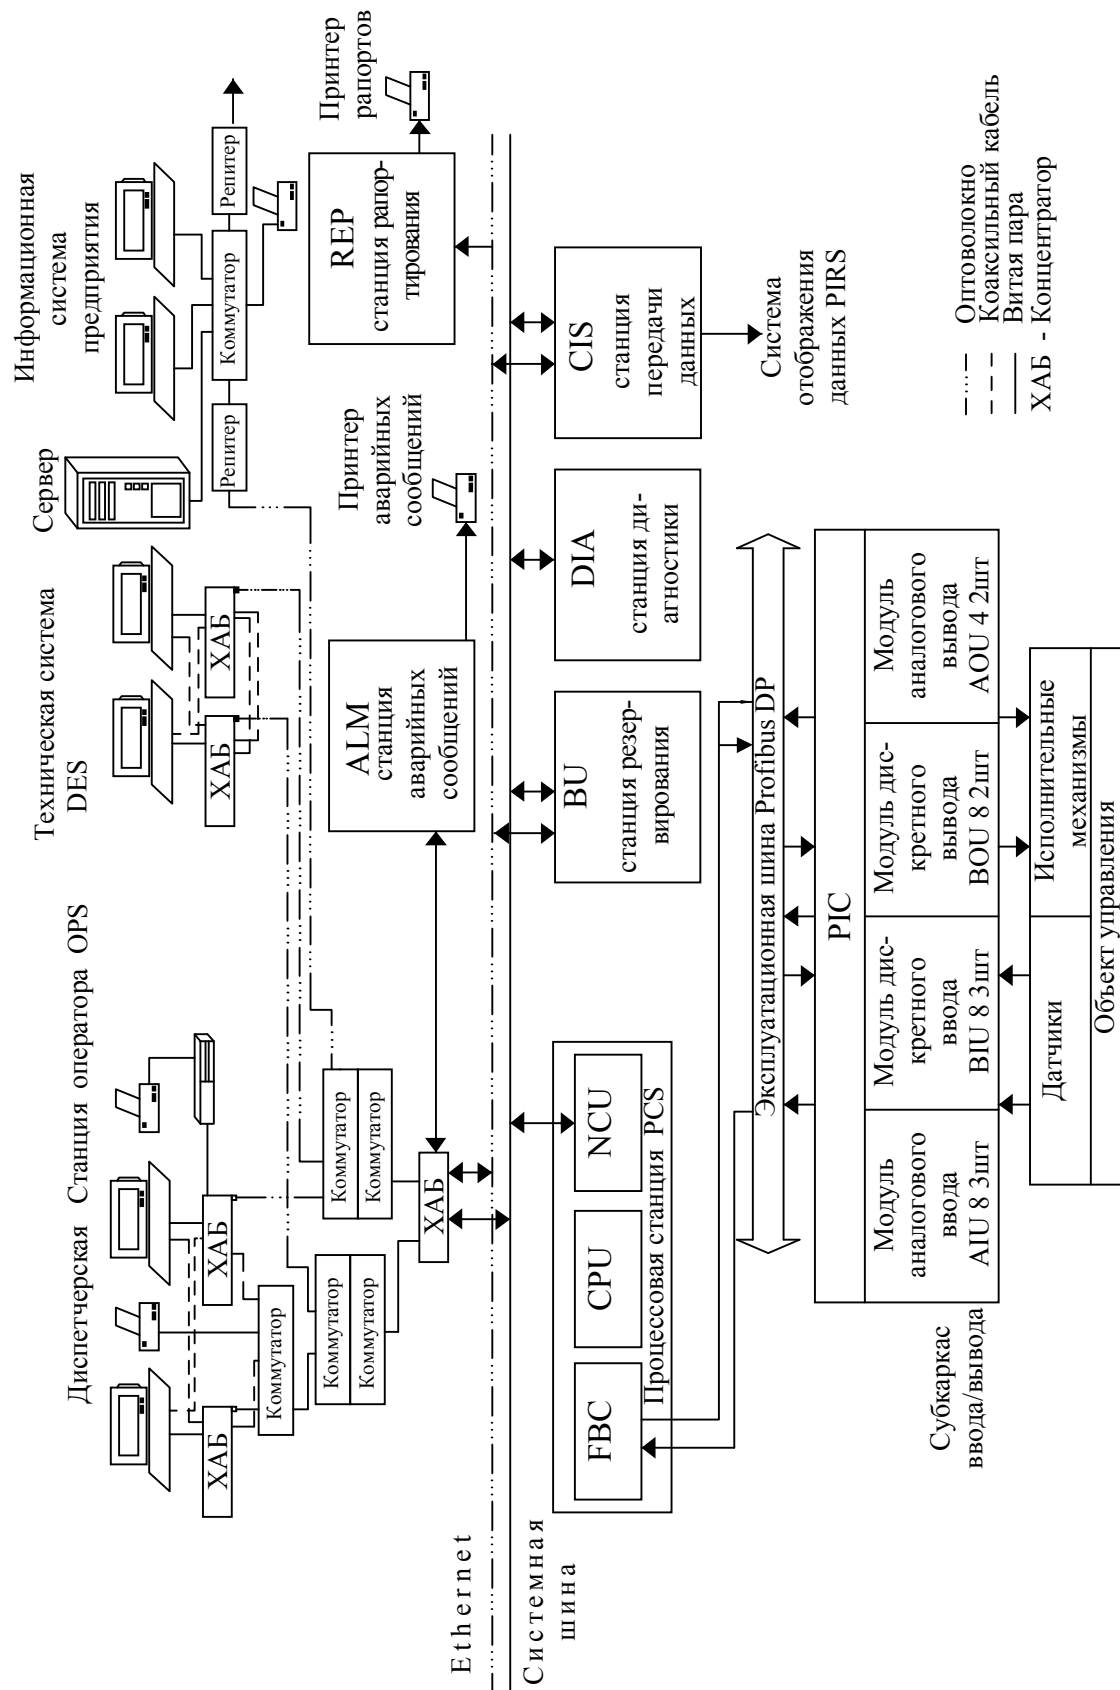 Диспетчерская
Станция оператора OPS
Техническая система
DES
Сервер
Информационная
система
предприятия
ХАБ
ХАБ
ХАБ
ХАБ
Репитер
Коммутатор
Репитер
Коммутатор
Коммутатор
Коммутатор
Коммутатор
Коммутатор
ХАБ
ALM
станция
аварийных
сообщений
Принтер
аварийных
сообщений
REP
станция рапор-
тирования
Принтер
рапортов
Ethernet
Системная
шина
FBC
CPU
NCU
Процессовая станция PCS
BU
станция резер-
вирования
DIA
станция ди-
агностики
CIS
станция
передачи
данных
Система
отображения
данных PIRS
Эксплуатационная шина Profibus DP
PIC
Модуль
аналогового
ввода
AIU 8 3шт
Модуль дис-
кретного
ввода
BIU 8 3шт
Модуль дис-
кретного
вывода
BOU 8 2шт
Модуль
аналогового
вывода
AOU 4 2шт
Субкаркас
ввода/вывода
Датчики
Исполнительные
механизмы
Объект управления
Оптоволокно
Коаксильный кабель
Витая пара
ХАБ - Концентратор